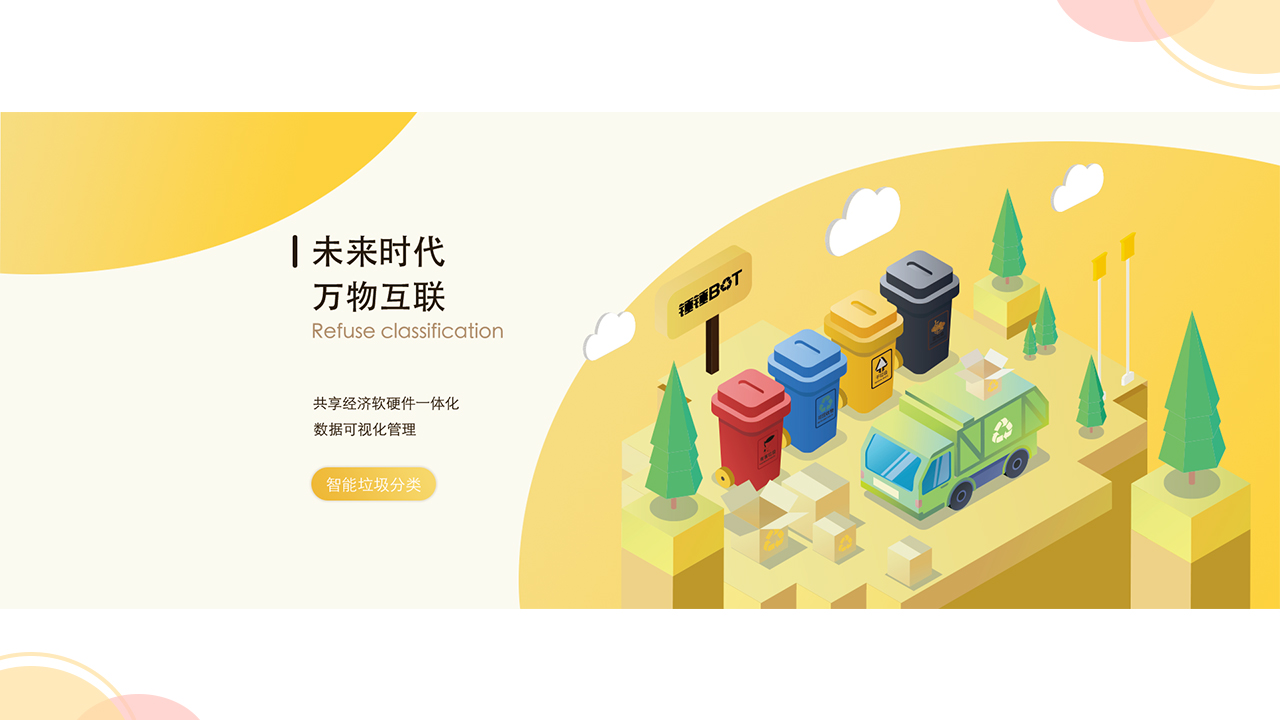 未来时代
万物互联
Refuse classification
共享经济软硬件一体化
数据可视化管理
智能垃圾分类
锤锤BOT